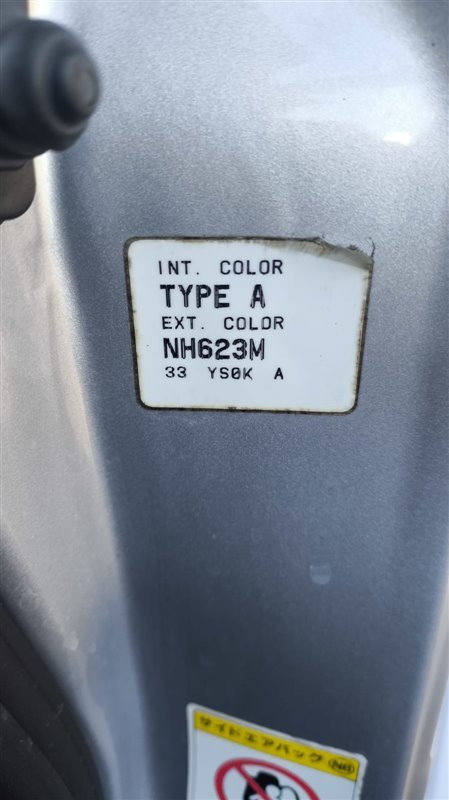 INT. COLOR
TYPE A
EXT. COLOR
NH623M
33 YS0K A
サイドエアバッグ